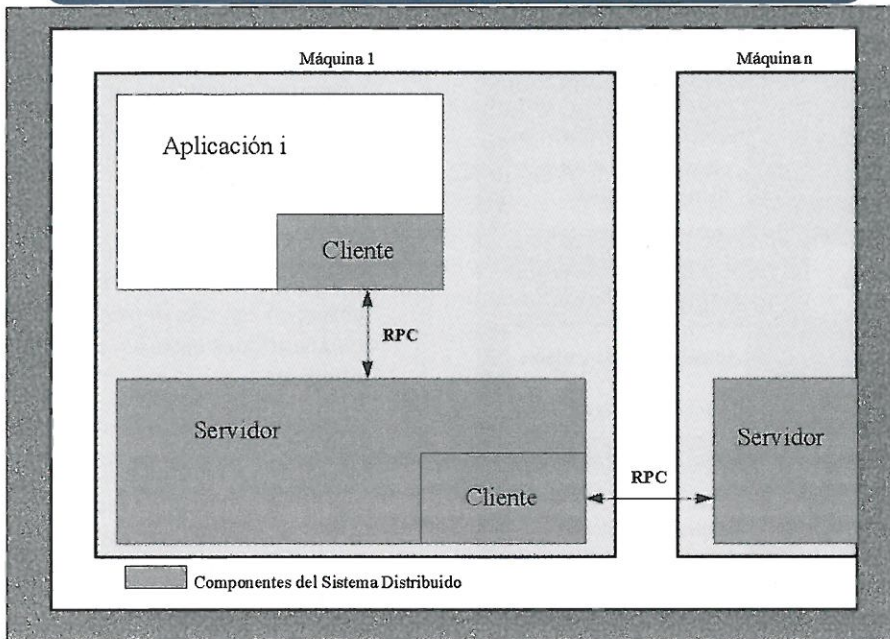 Máquina 1
Máquina n
Aplicación i
Cliente
RPC
Servidor
Cliente
RPC
Servidor
Componentes del Sistema Distribuido